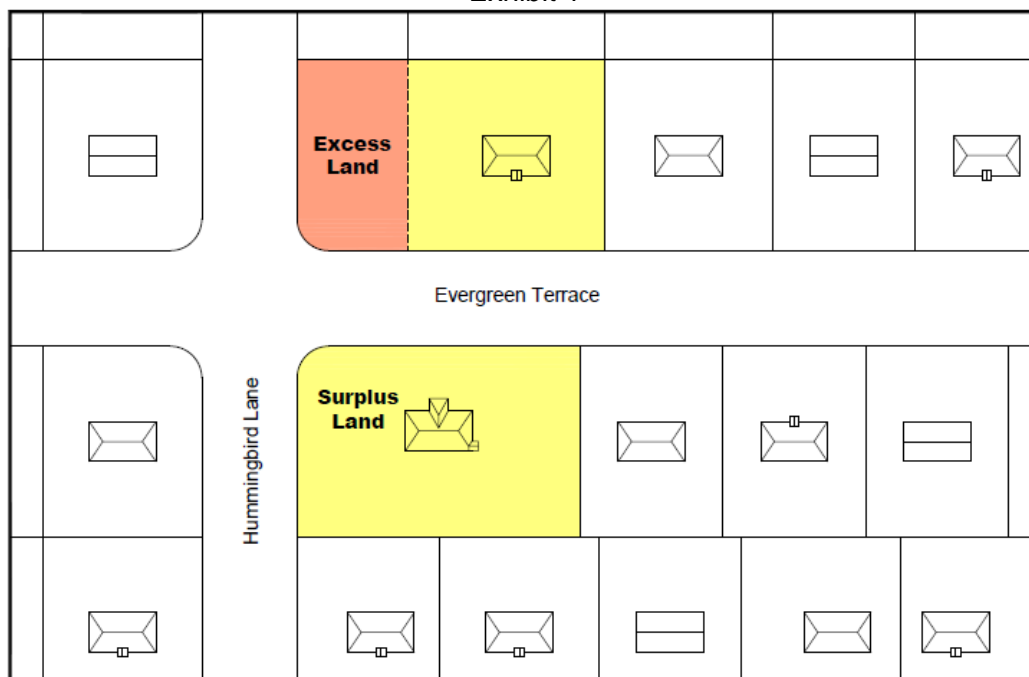 Excess
Land
Evergreen Terrace
Surplus
Land
Hummingbird Lane